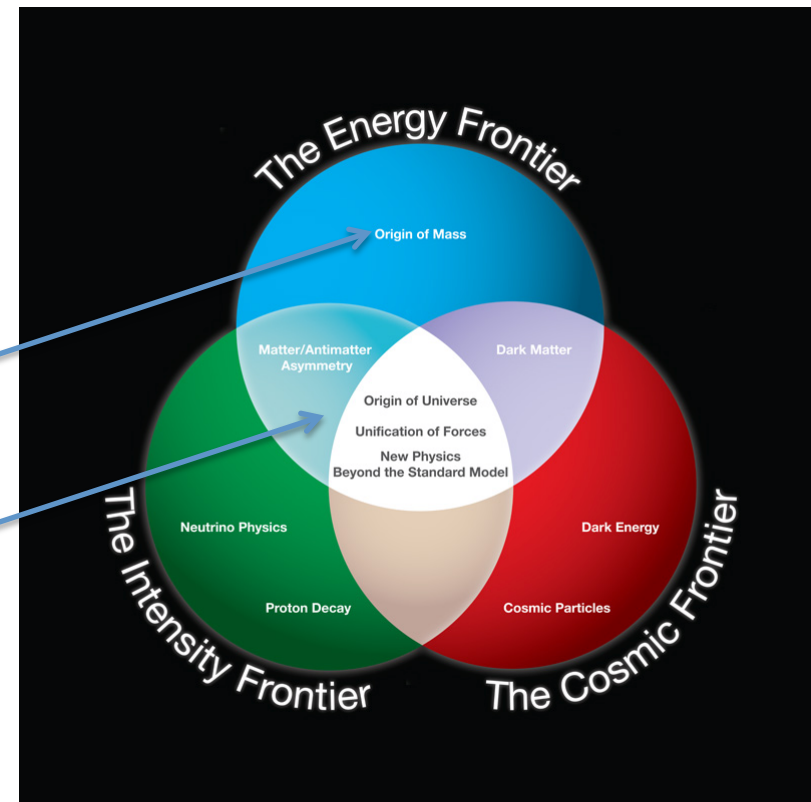 The Energy Frontier
Origin of Mass
Matter/Antimatter
Asymmetry
Dark Matter
Origin of Universe
Unification of Forces
New Physics
Beyond the Standard Model
Neutrino Physics
Dark Energy
Proton Decay
Cosmic Particles
The Intensity Frontier
The Cosmic Frontier